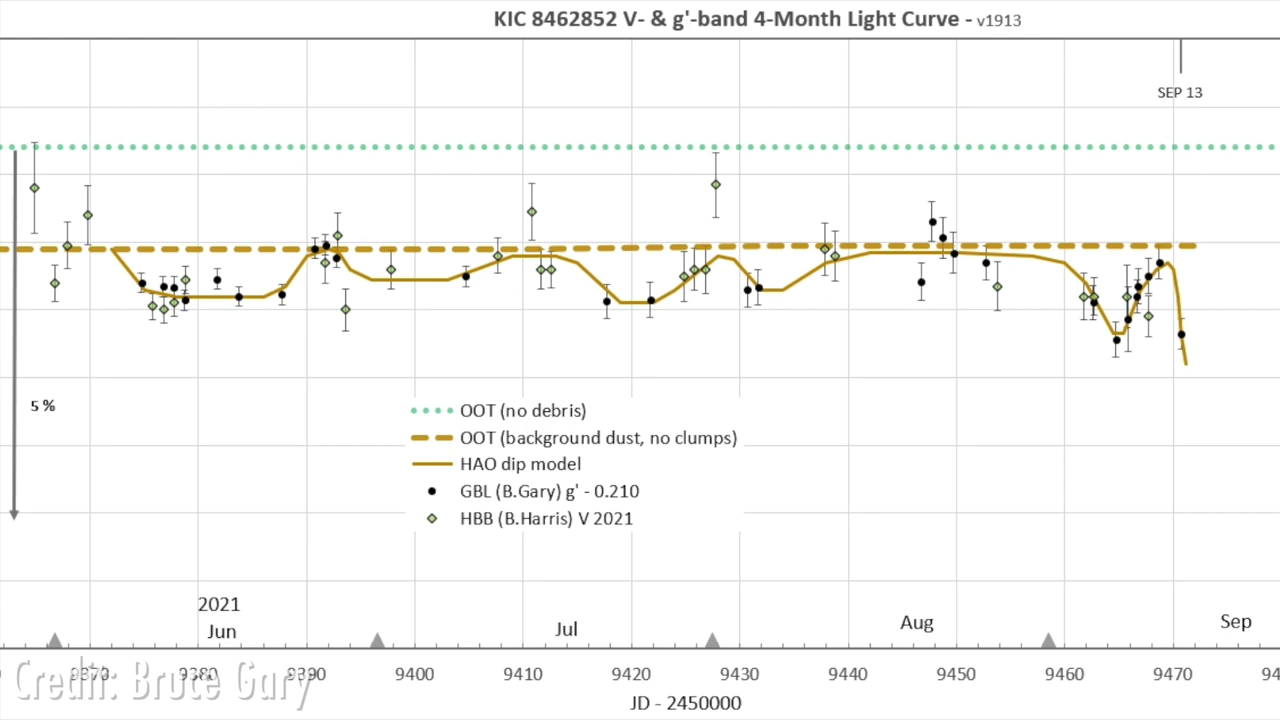 KIC 8462852 V- & g'-band 4-Month Light Curve - v1913
SEP 13
5 %
OOT (no debris)
OOT (background dust, no clumps)
HAO dip model
GBL (B.Gary) g' - 0.210
HBB (B.Harris) V 2021
2021
Jun Jul Aug Sep
9370 9380 9390 9400 9410 9420 9430 9440 9450 9460 9470 94
Credit: Bruce Gary
JD - 2450000